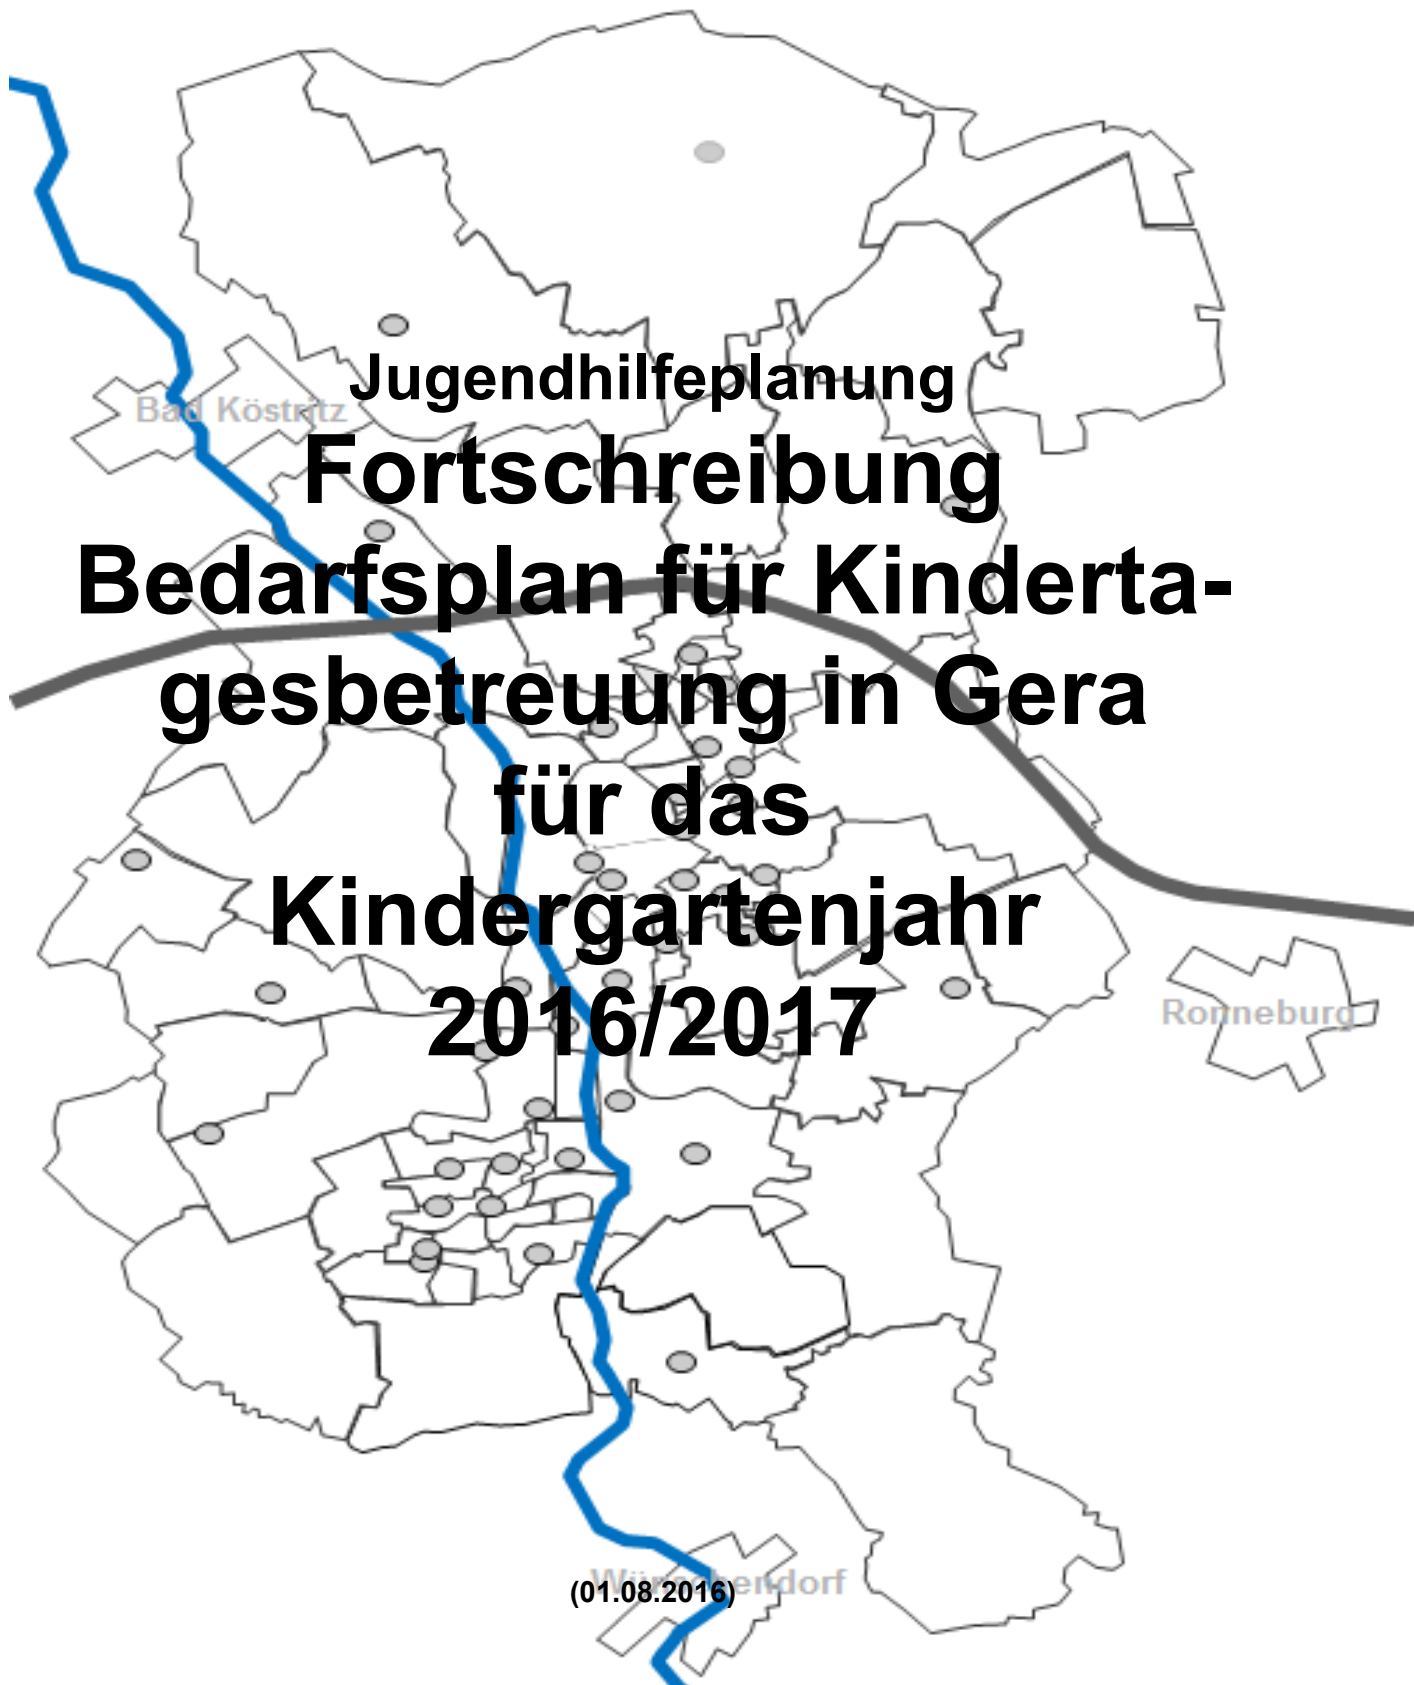 Jugendhilfeplanung
Bad Köstritz
Fortschreibung
Bedarfsplan für Kinderta-
gesbetreuung in Gera
für das
Kindergartenjahr
2016/2017
Ronneburg
Wünschendorf
(01.08.2016)